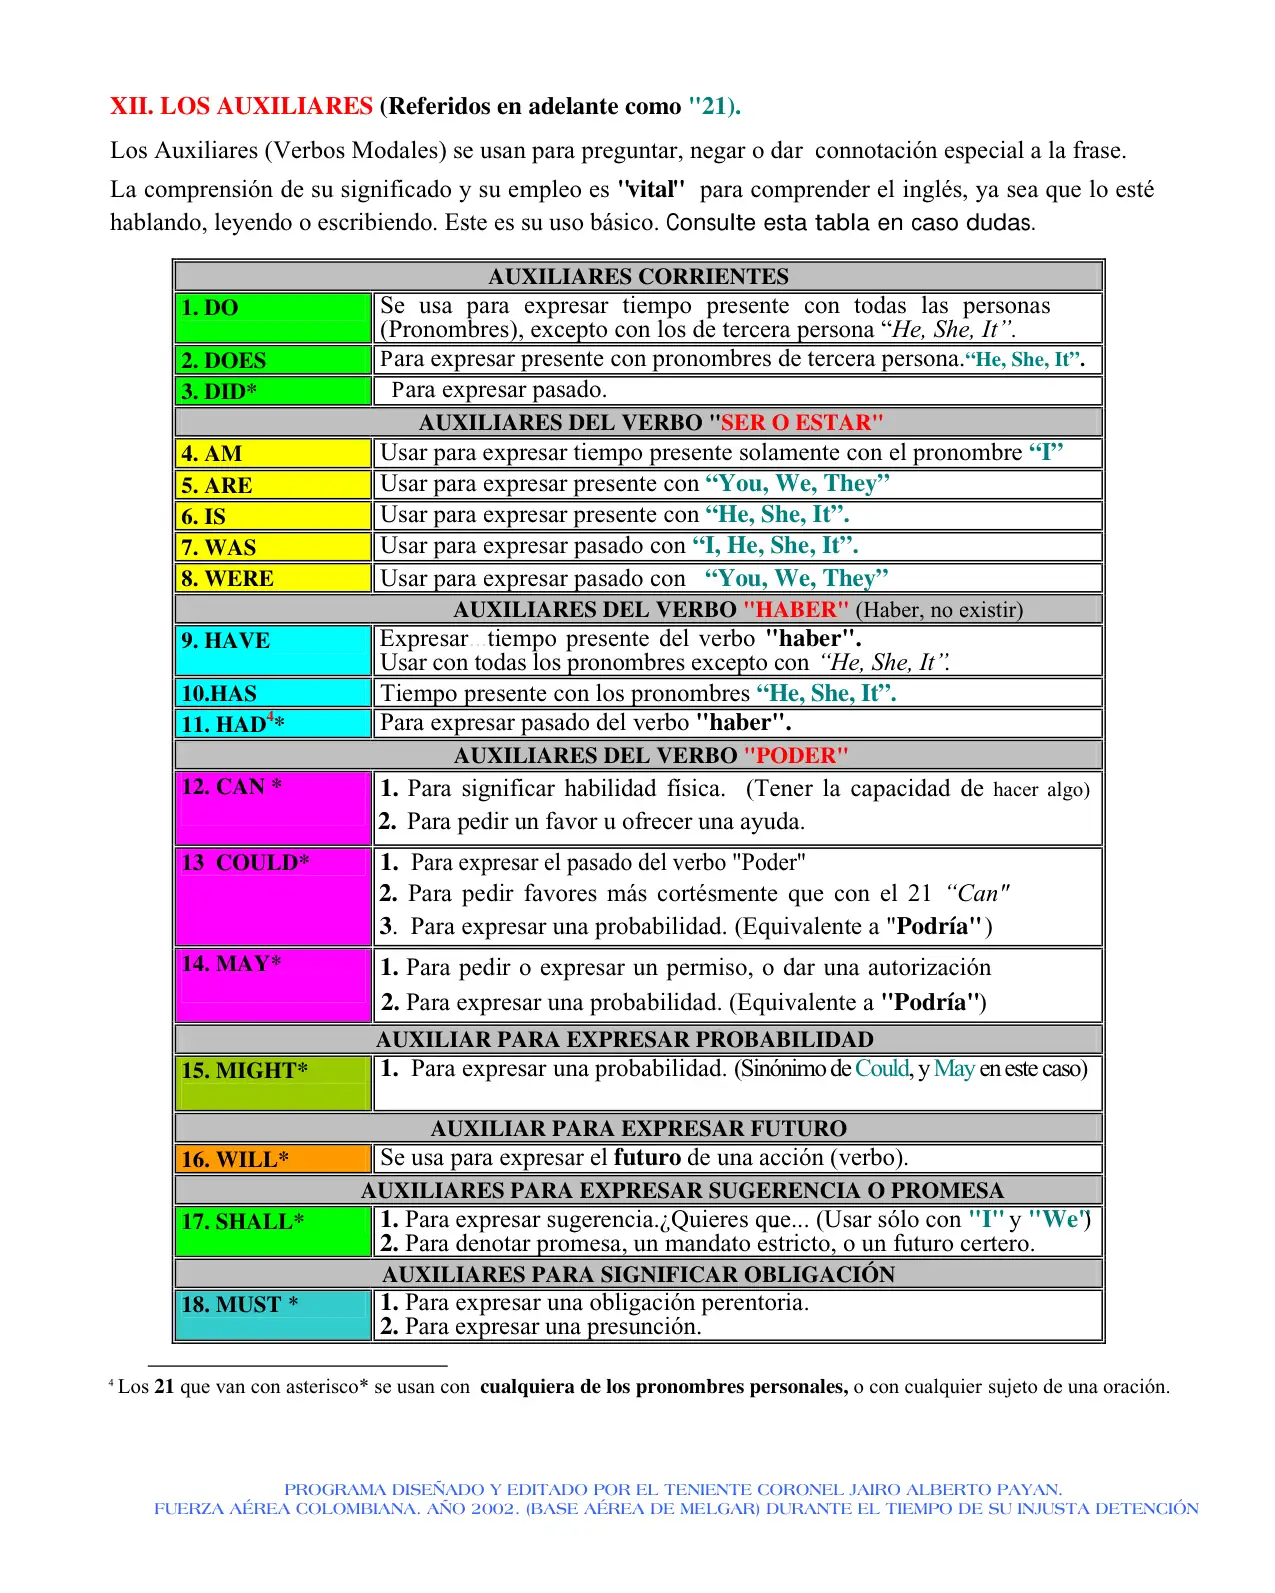 XII. LOS AUXILIARES (Referidos en adelante como "21).
Los Auxiliares (Verbos Modales) se usan para preguntar, negar o dar connotación especial a la frase.
La comprensión de su significado y su empleo es "vital" para comprender el inglés, ya sea que lo esté
hablando, leyendo o escribiendo. Este es su uso básico. Consulte esta tabla en caso dudas.
AUXILIARES CORRIENTES
1. DO
Se usa para expresar tiempo presente con todas las personas
(Pronombres), excepto con los de tercera persona “He, She, It”.
2. DOES
Para expresar presente con pronombres de tercera persona.“He, She, It”.
3. DID*
Para expresar pasado.
AUXILIARES DEL VERBO "SER O ESTAR"
4. AM
Usar para expresar tiempo presente solamente con el pronombre “I”
5. ARE
Usar para expresar presente con “You, We, They”
6. IS
Usar para expresar presente con “He, She, It”.
7. WAS
Usar para expresar pasado con “I, He, She, It”.
8. WERE
Usar para expresar pasado con “You, We, They”
AUXILIARES DEL VERBO "HABER" (Haber, no existir)
9. HAVE
Expresar...tiempo presente del verbo "haber".
Usar con todas los pronombres excepto con “He, She, It”.
10.HAS
Tiempo presente con los pronombres “He, She, It”.
11. HAD4*
Para expresar pasado del verbo "haber".
AUXILIARES DEL VERBO "PODER"
12. CAN *
1. Para significar habilidad física. (Tener la capacidad de hacer algo)
2. Para pedir un favor u ofrecer una ayuda.
13 COULD*
1. Para expresar el pasado del verbo "Poder"
2. Para pedir favores más cortésmente que con el 21 “Can"
3. Para expresar una probabilidad. (Equivalente a "Podría")
14. MAY*
1. Para pedir o expresar un permiso, o dar una autorización
2. Para expresar una probabilidad. (Equivalente a "Podría")
AUXILIAR PARA EXPRESAR PROBABILIDAD
15. MIGHT*
1. Para expresar una probabilidad. (Sinónimo de Could, y May en este caso)
AUXILIAR PARA EXPRESAR FUTURO
16. WILL*
Se usa para expresar el futuro de una acción (verbo).
AUXILIARES PARA EXPRESAR SUGERENCIA O PROMESA
17. SHALL*
1. Para expresar sugerencia.¿Quieres que... (Usar sólo con "I" y "We")
2. Para denotar promesa, un mandato estricto, o un futuro certero.
AUXILIARES PARA SIGNIFICAR OBLIGACIÓN
18. MUST *
1. Para expresar una obligación perentoria.
2. Para expresar una presunción.
4 Los 21 que van con asterisco* se usan con cualquiera de los pronombres personales, o con cualquier sujeto de una oración.
PROGRAMA DISEÑADO Y EDITADO POR EL TENIENTE CORONEL JAIRO ALBERTO PAYAN.
FUERZA AÉREA COLOMBIANA. AÑO 2002. (BASE AÉREA DE MELGAR) DURANTE EL TIEMPO DE SU INJUSTA DETENCIÓN